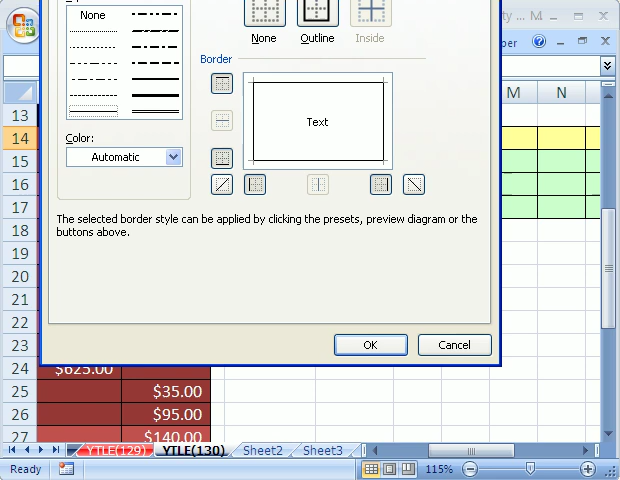 None
None Outline Inside
Border
Text
Color:
Automatic
The selected border style can be applied by clicking the presets, preview diagram or the
buttons above.
OK Cancel
ty ... M
per
M N
13
14
15
16
17
18
19
20
21
22
23
24 $625.00
25 $35.00
26 $95.00
27 $140.00
YTLE(129) YTLE(130) Sheet2 Sheet3
Ready 115%